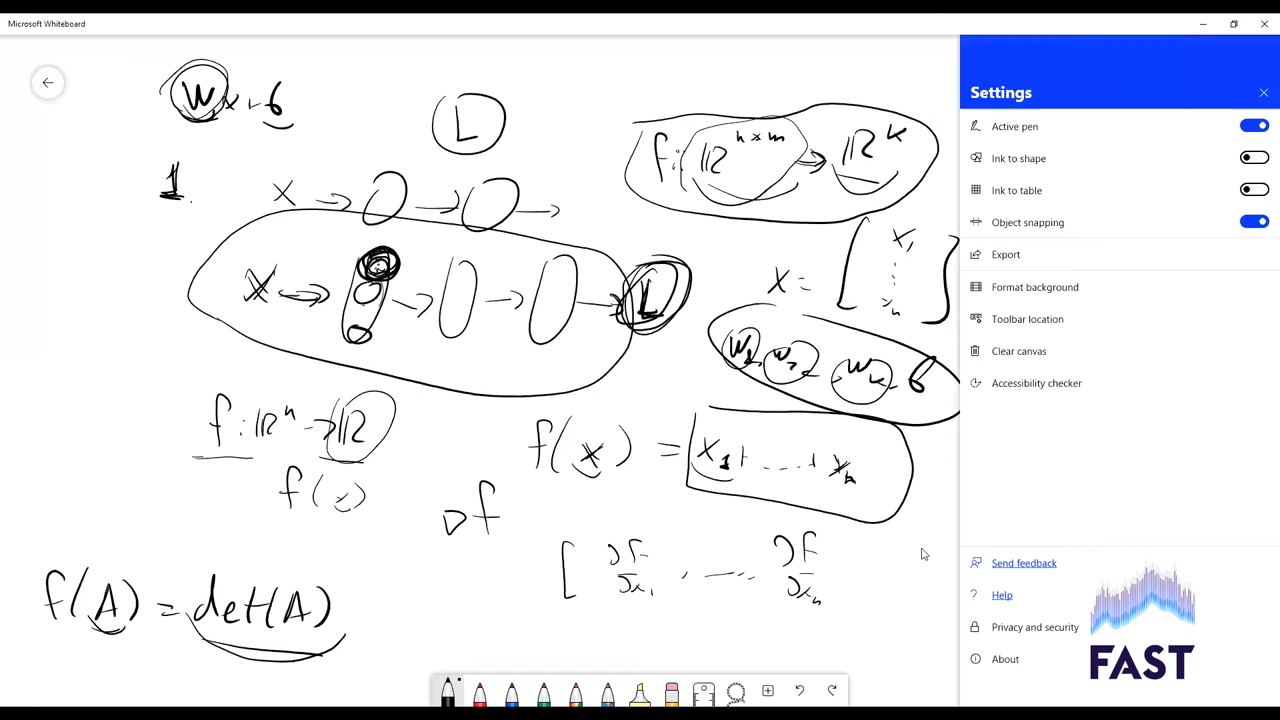 Microsoft Whiteboard
Wx + b
L
1.
X → →
X → → → L
f: ℝ^{n×m} → ℝ^k
X = [x₁ ⋮ xₙ]
W₁, W₂, Wₖ b
f: ℝⁿ → ℝ
f(x)
f(x) = x₁ + .... + xₙ
∇f
[ ∂F/∂x₁ , .... ∂F/∂xₙ
f(A) = det(A)
Settings
Active pen
Ink to shape
Ink to table
Object snapping
Export
Format background
Toolbar location
Clear canvas
Accessibility checker
Send feedback
Help
Privacy and security
About
FAST